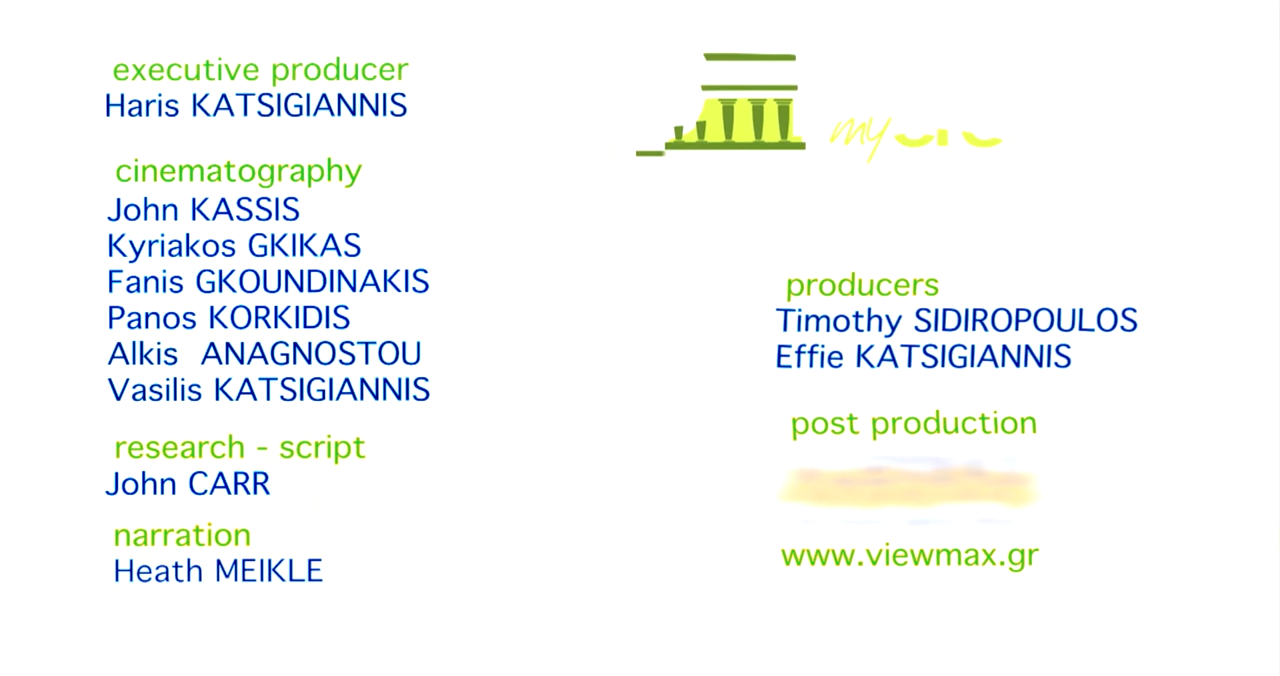 executive producer
Haris KATSIGIANNIS
cinematography
John KASSIS
Kyriakos GKIKAS
Fanis GKOUNDINAKIS
Panos KORKIDIS
Alkis ANAGNOSTOU
Vasilis KATSIGIANNIS
research - script
John CARR
narration
Heath MEIKLE
my
producers
Timothy SIDIROPOULOS
Effie KATSIGIANNIS
post production
www.viewmax.gr